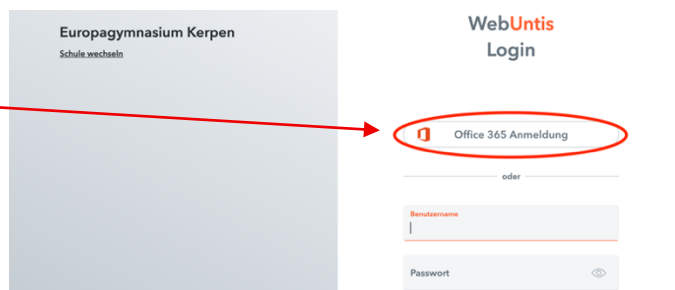 Europagymnasium Kerpen
Schule wechseln
WebUntis
Login
Office 365 Anmeldung
oder
Benutzername
Passwort